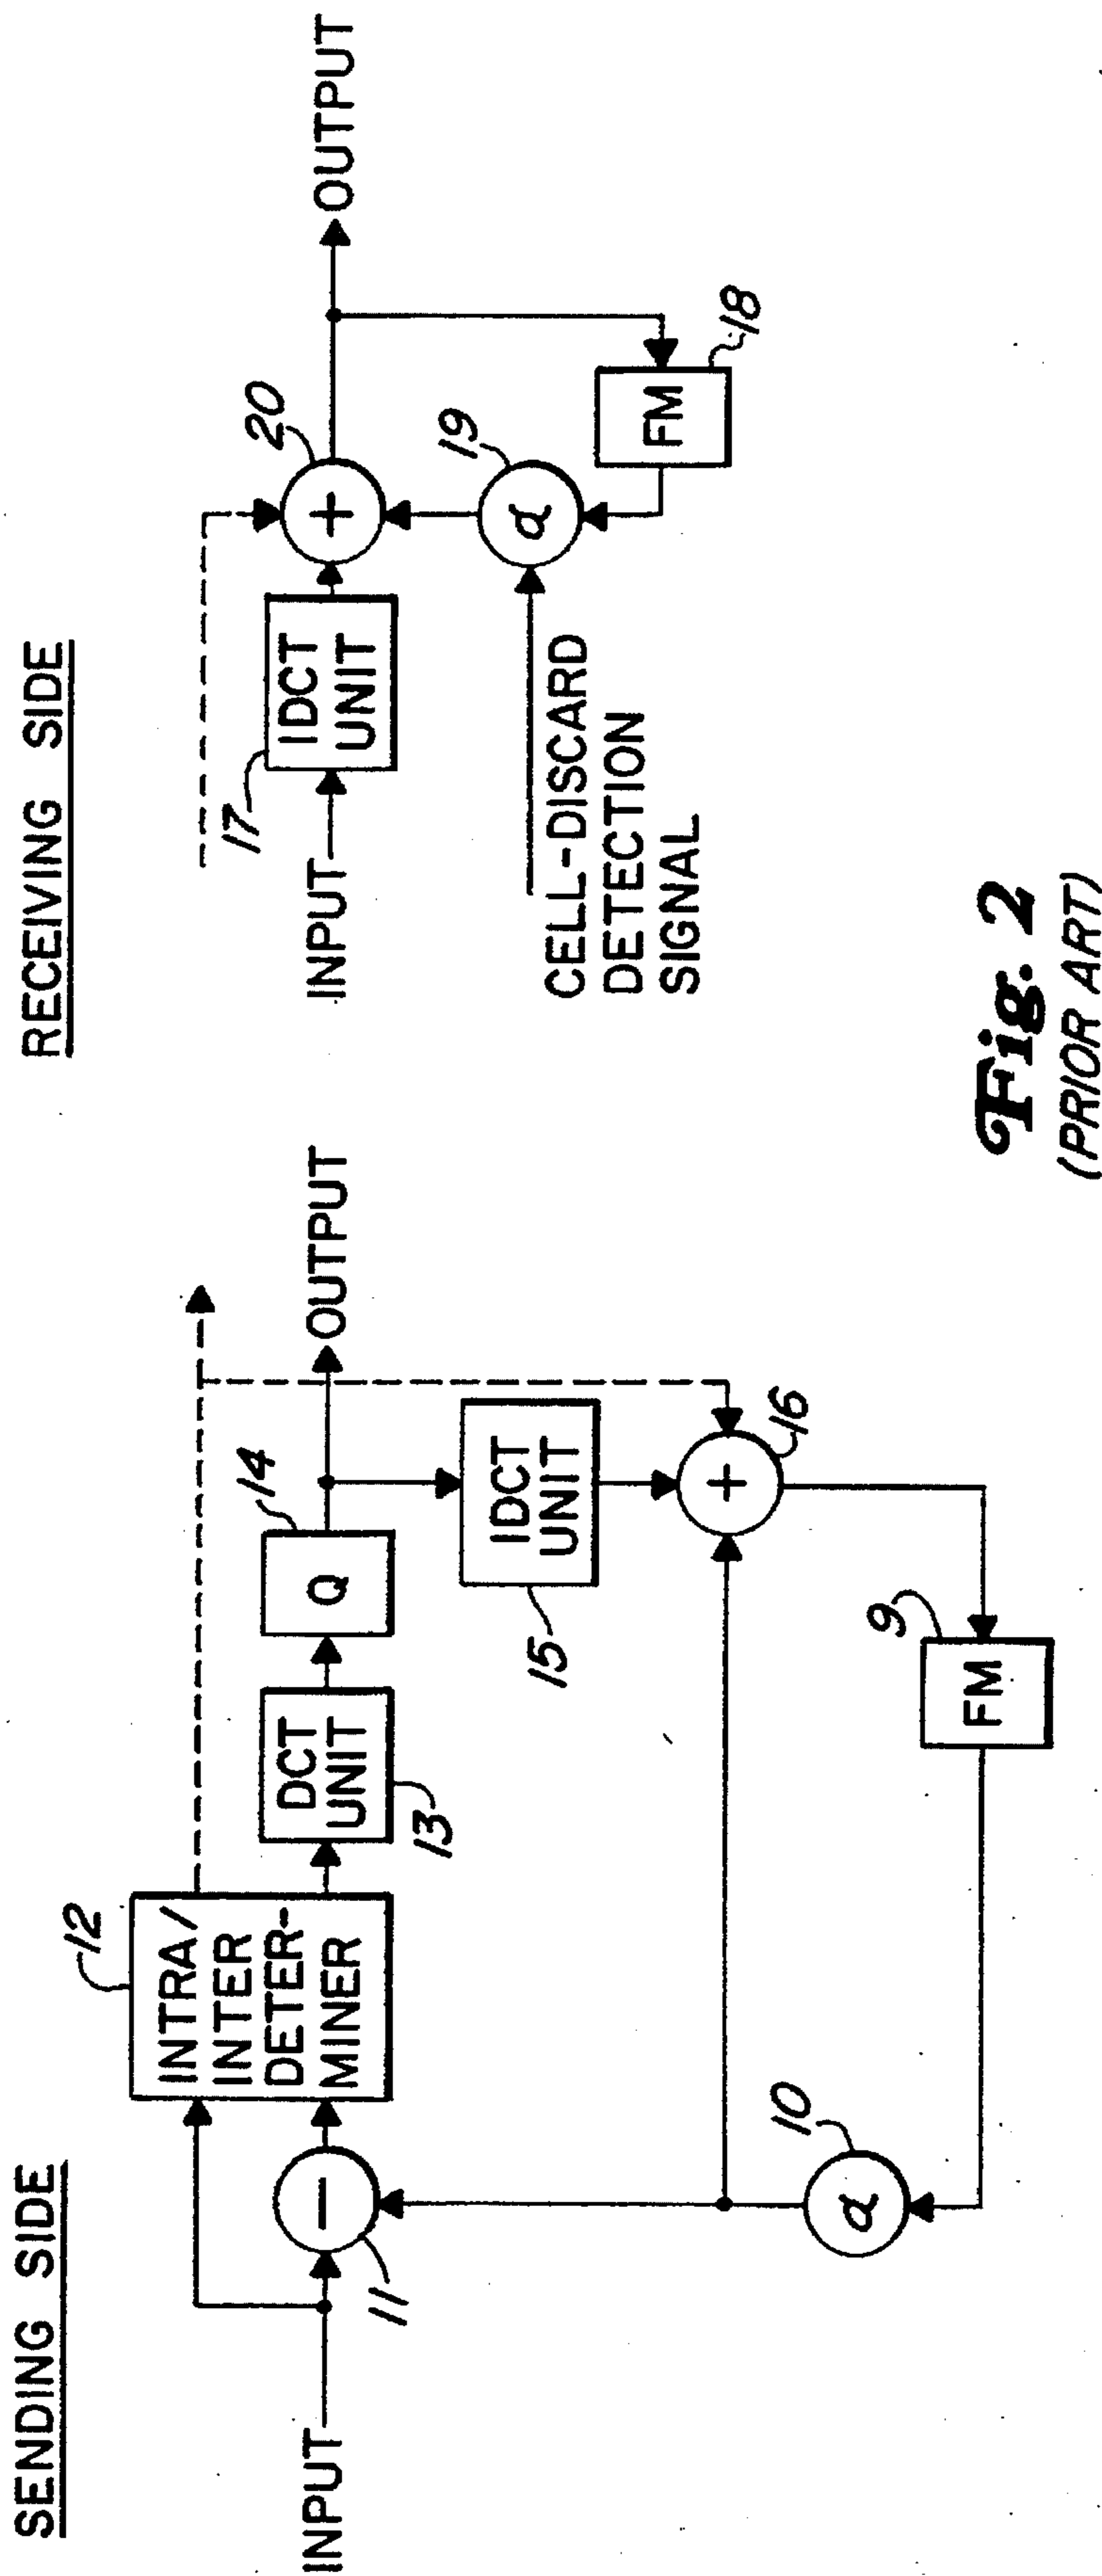 SENDING SIDE
INPUT
11
12
INTRA/
INTER
DETER-
MINER
13
DCT
UNIT
14
Q
OUTPUT
15
IDCT
UNIT
16
+
9
FM
10
α
−
RECEIVING SIDE
INPUT
17
IDCT
UNIT
20
+
OUTPUT
19
α
18
FM
CELL-DISCARD
DETECTION
SIGNAL
Fig. 2
(PRIOR ART)